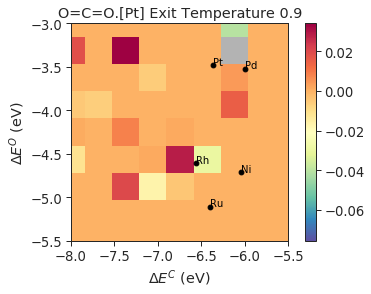 O=C=O.[Pt] Exit Temperature 0.9
−3.0
−3.5
−4.0
−4.5
−5.0
−5.5
ΔE^O (eV)
Pt
Pd
Rh
Ni
Ru
−8.0 −7.5 −7.0 −6.5 −6.0 −5.5
ΔE^C (eV)
0.02
0.00
−0.02
−0.04
−0.06